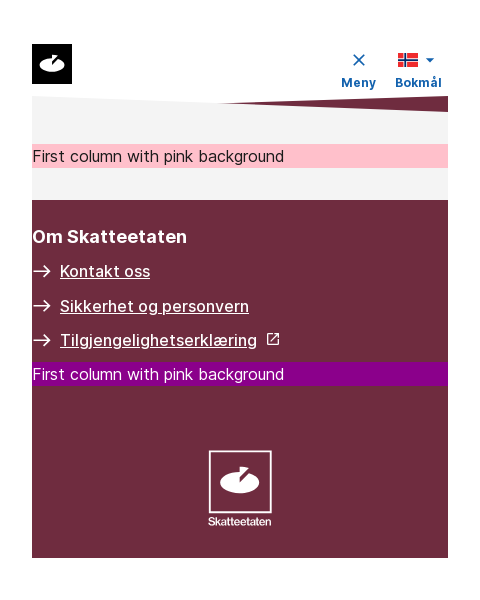 Meny
Bokmål
First column with pink background
Om Skatteetaten
Kontakt oss
Sikkerhet og personvern
Tilgjengelighetserklæring
First column with pink background
Skatteetaten